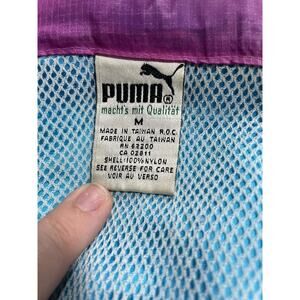 PUMA®
macht's mit Qualität
M
MADE IN TAIWAN R.O.C.
FABRIQUE AU TAIWAN
RN 62200
CA 02811
SHELL:100%NYLON
SEE REVERSE FOR CARE
VOIR AU VERSO